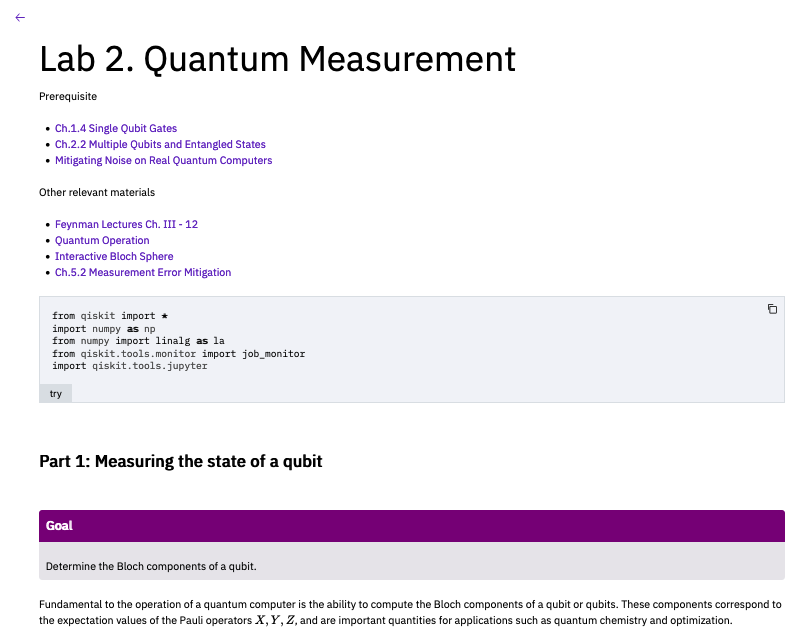 ←
Lab 2. Quantum Measurement
Prerequisite
• Ch.1.4 Single Qubit Gates
• Ch.2.2 Multiple Qubits and Entangled States
• Mitigating Noise on Real Quantum Computers
Other relevant materials
• Feynman Lectures Ch. III - 12
• Quantum Operation
• Interactive Bloch Sphere
• Ch.5.2 Measurement Error Mitigation
from qiskit import *
import numpy as np
from numpy import linalg as la
from qiskit.tools.monitor import job_monitor
import qiskit.tools.jupyter
try
Part 1: Measuring the state of a qubit
Goal
Determine the Bloch components of a qubit.
Fundamental to the operation of a quantum computer is the ability to compute the Bloch components of a qubit or qubits. These components correspond to
the expectation values of the Pauli operators X, Y, Z, and are important quantities for applications such as quantum chemistry and optimization.